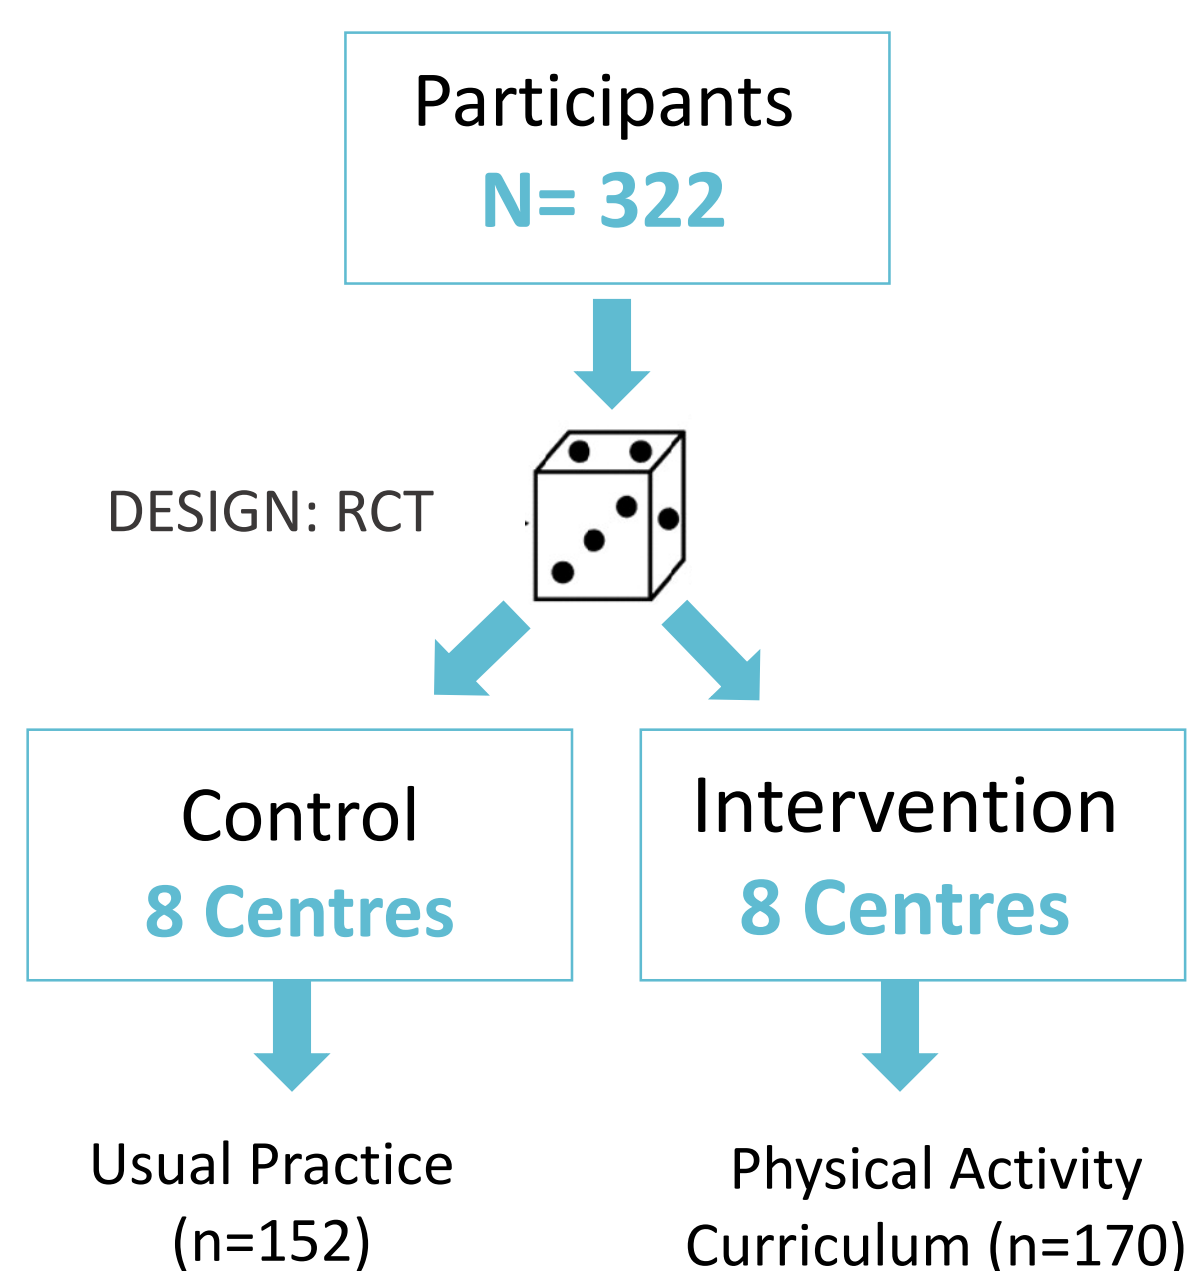 Participants
N= 322
DESIGN: RCT
Control
8 Centres
Intervention
8 Centres
Usual Practice
(n=152)
Physical Activity
Curriculum (n=170)